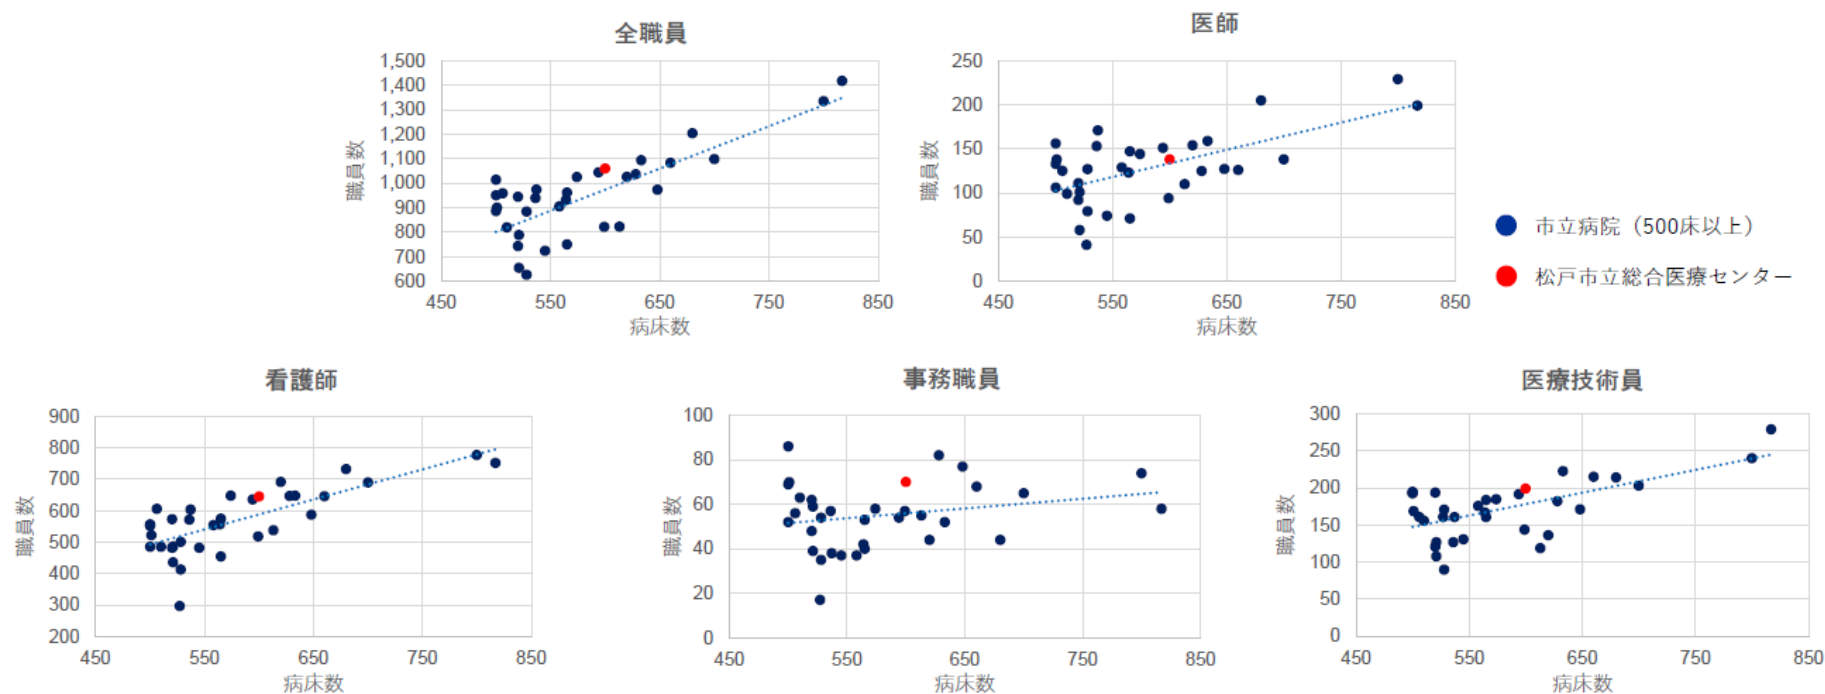 全職員
1,500
1,400
1,300
1,200
1,100
1,000
900
800
700
600
450 550 650 750 850
職員数
病床数
医師
250
200
150
100
50
0
450 550 650 750 850
職員数
病床数
市立病院（500床以上）
松戸市立総合医療センター
看護師
900
800
700
600
500
400
300
200
450 550 650 750 850
職員数
病床数
事務職員
100
80
60
40
20
0
450 550 650 750 850
職員数
病床数
医療技術員
300
250
200
150
100
50
0
450 550 650 750 850
職員数
病床数